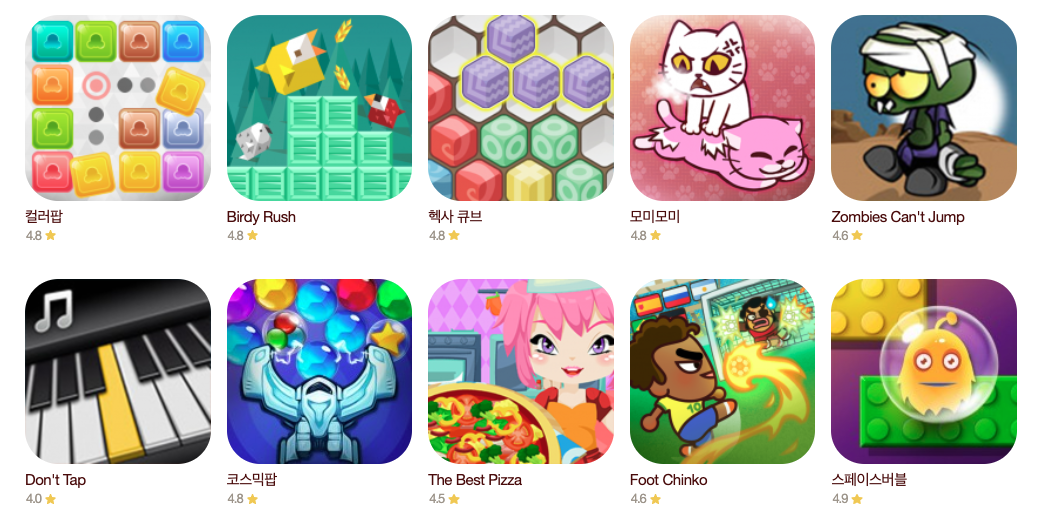 컬러팝
4.8
Birdy Rush
4.8
헥사 큐브
4.8
모미모미
4.8
Zombies Can't Jump
4.6
Don't Tap
4.0
코스믹팝
4.8
The Best Pizza
4.5
Foot Chinko
4.6
스페이스버블
4.9
10